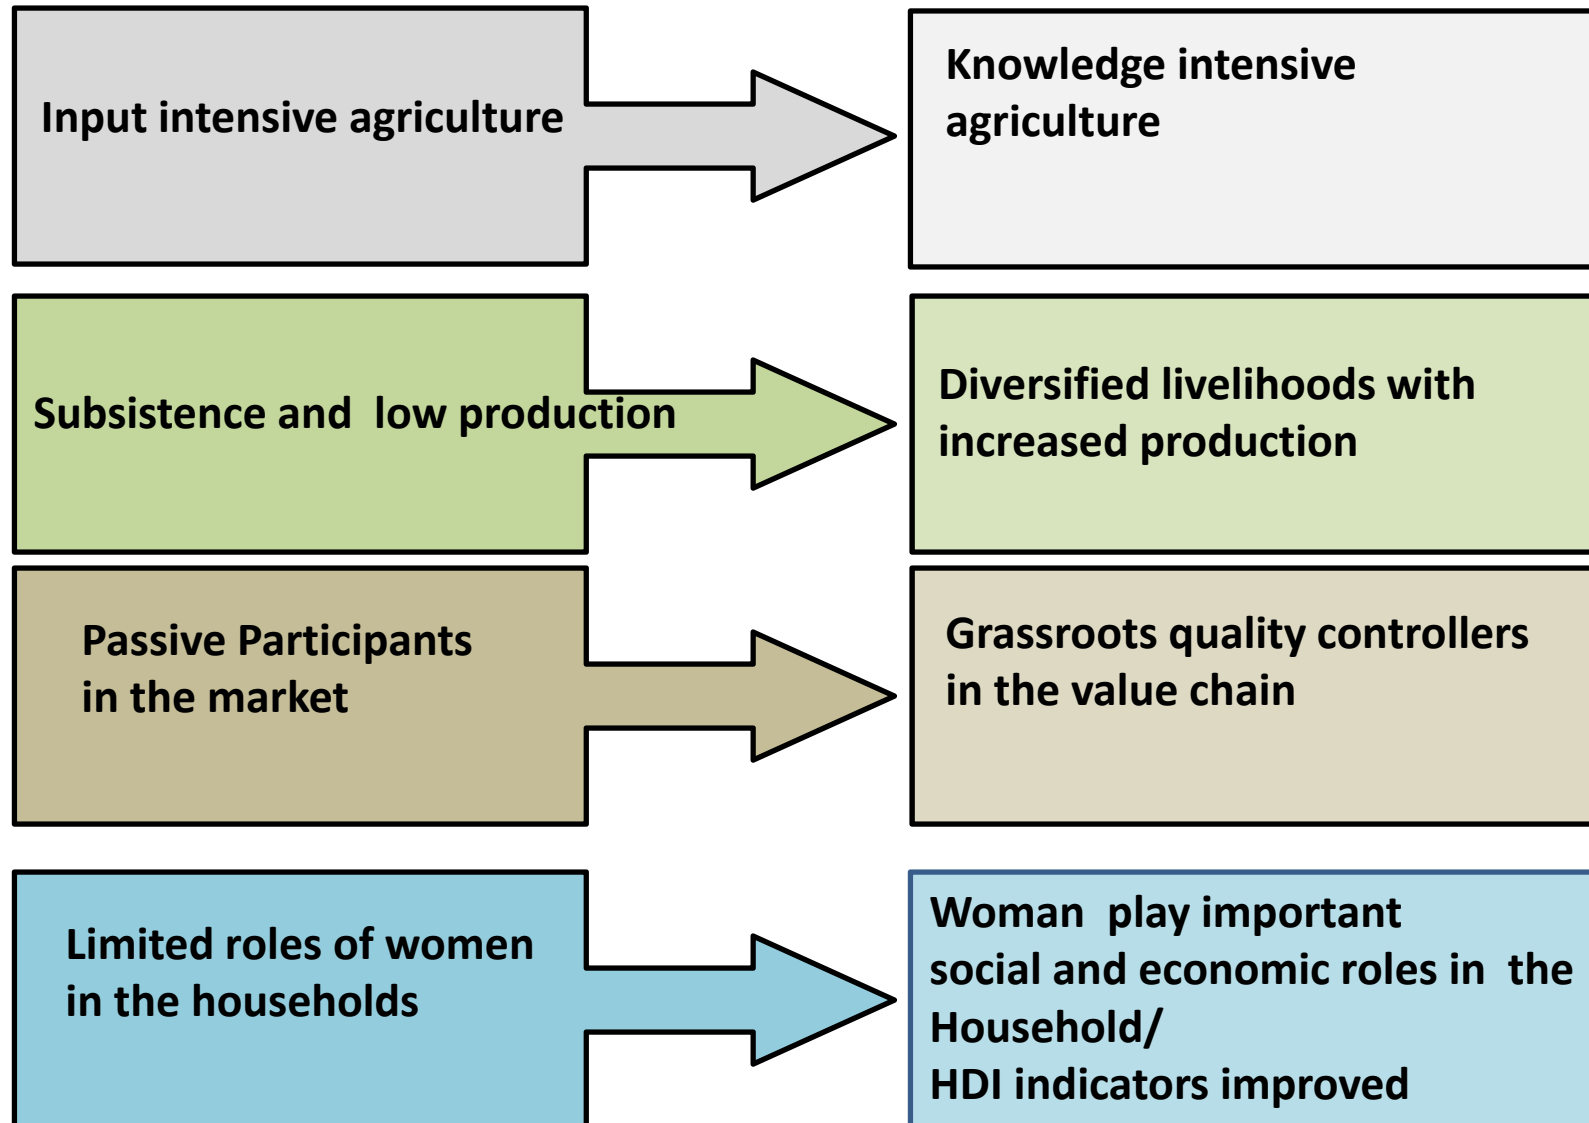 Input intensive agriculture
Knowledge intensive
agriculture
Subsistence and  low production
Diversified livelihoods with
increased production
Passive Participants
in the market
Grassroots quality controllers
in the value chain
Limited roles of women
in the households
Woman  play important
social and economic roles in  the
Household/
HDI indicators improved